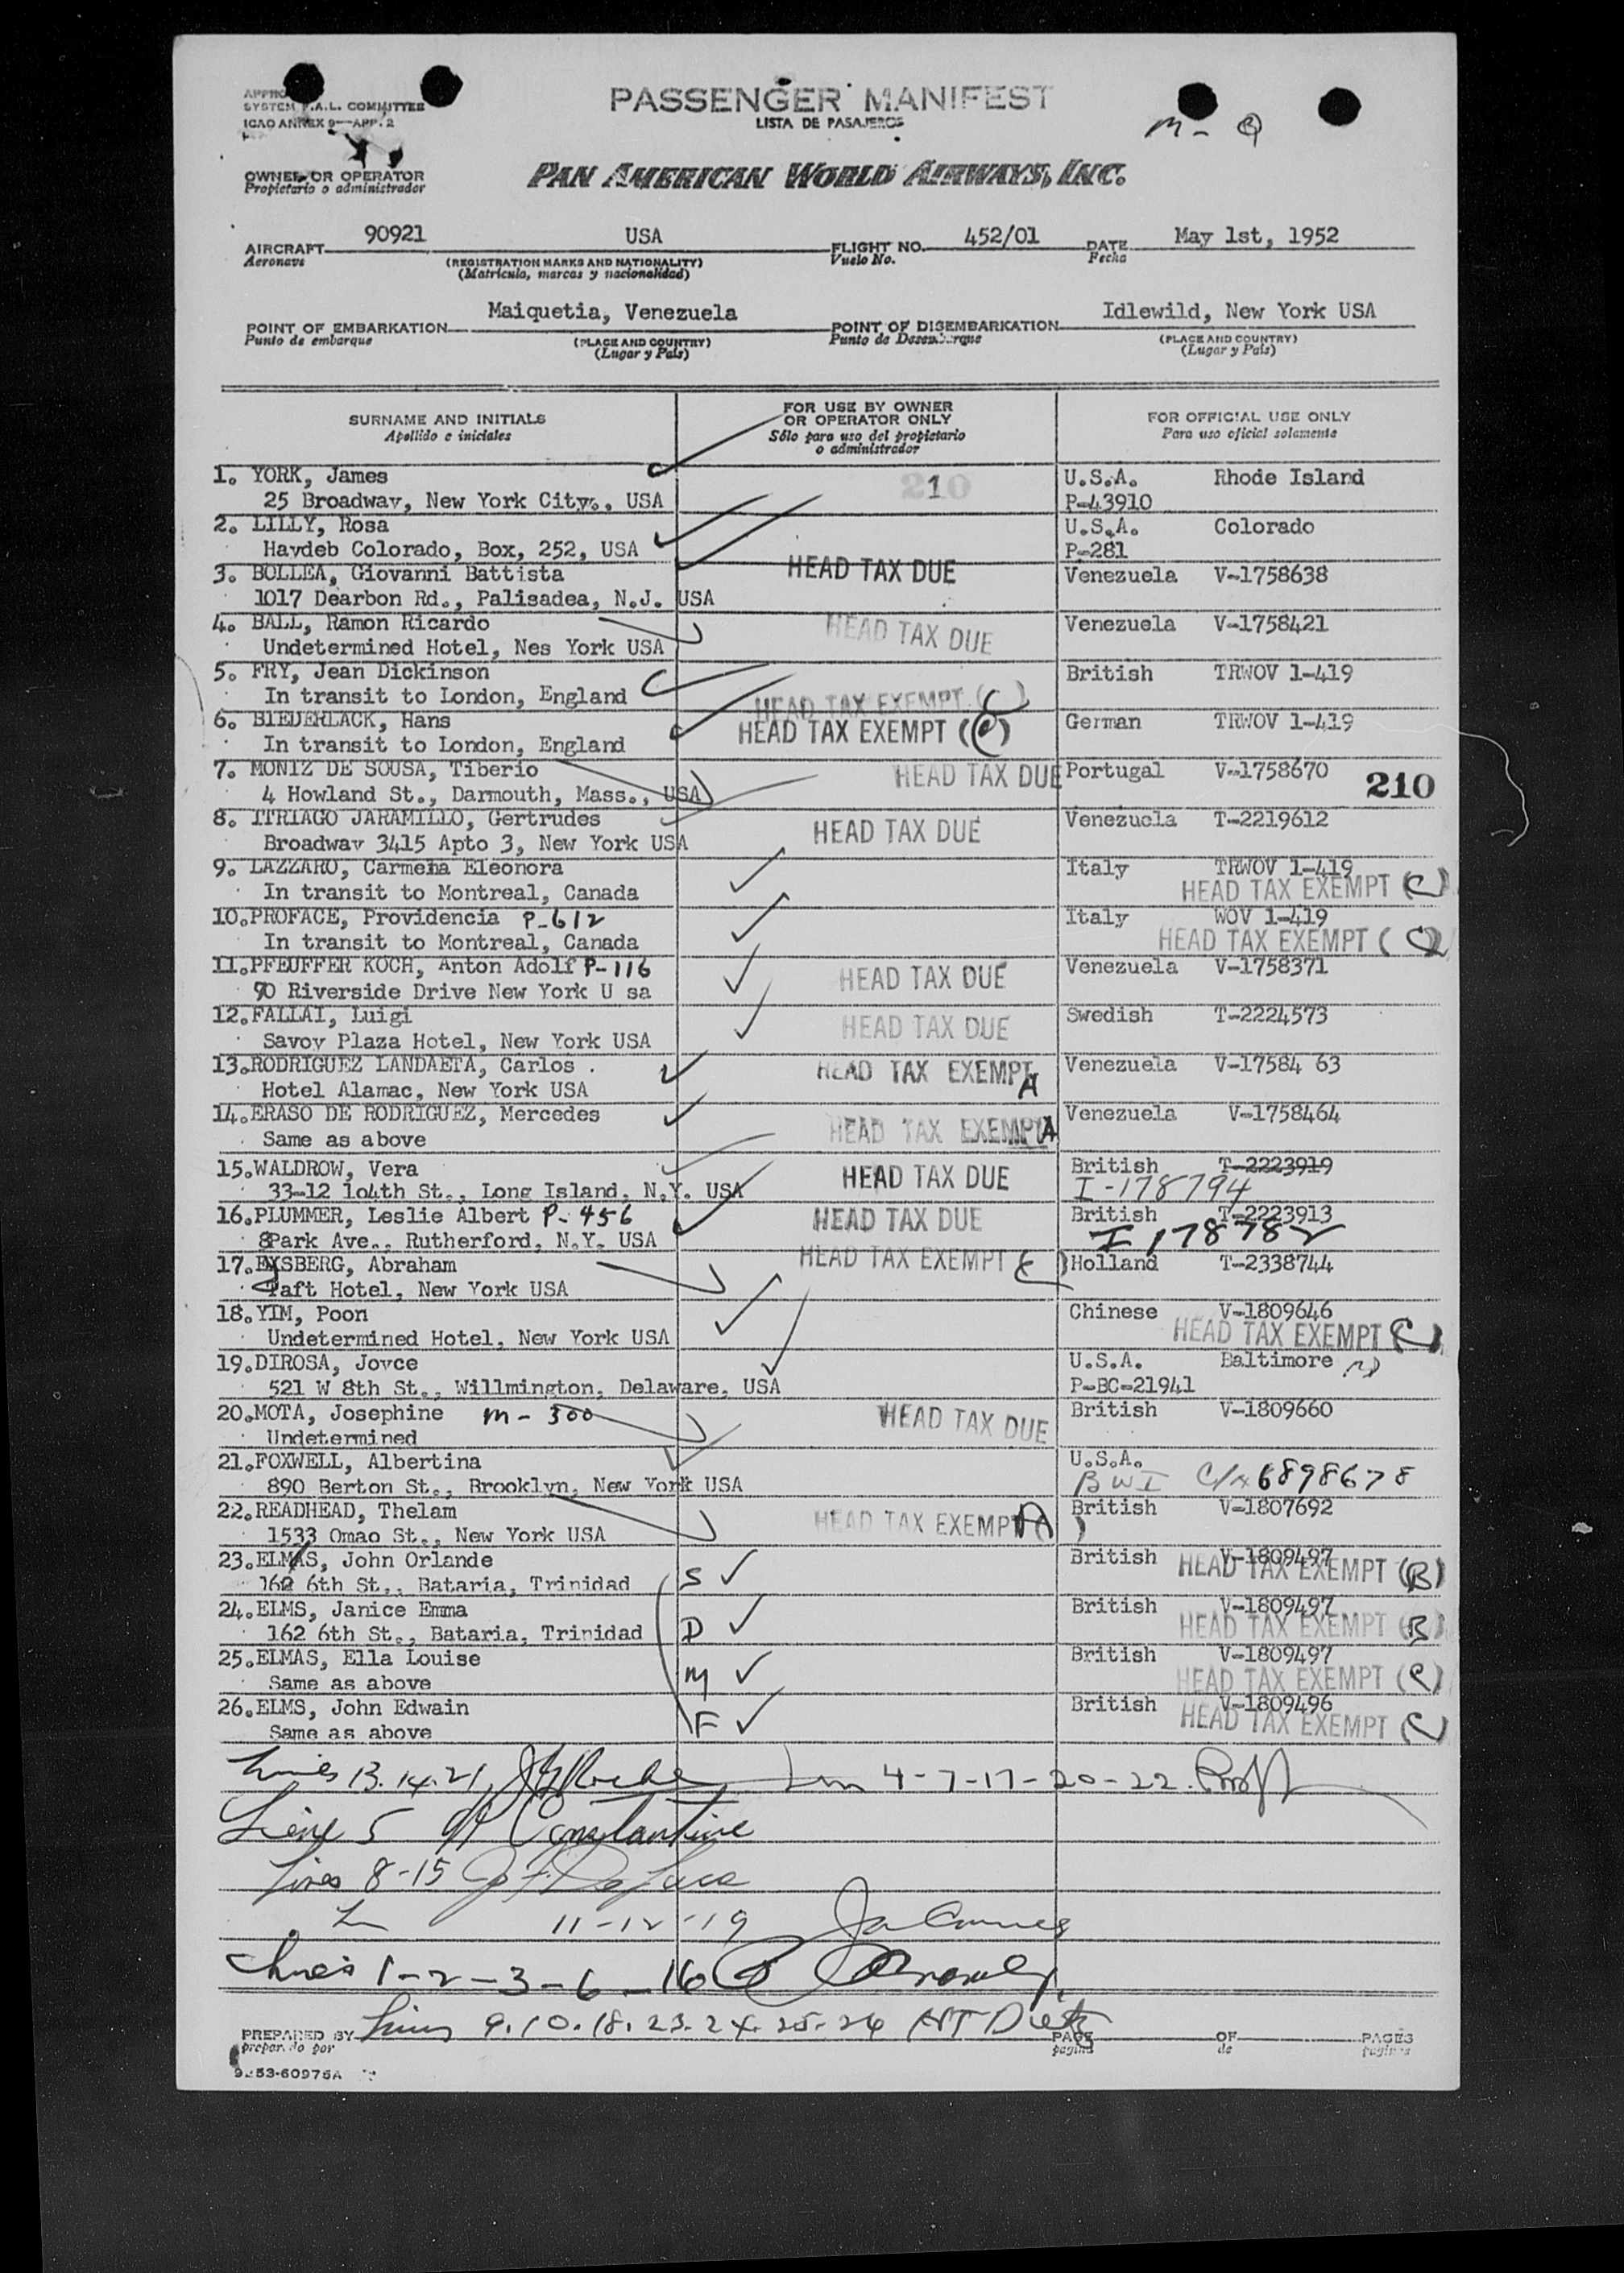 SYSTEM F.A.L. COMMITTEE
ICAO ANNEX 9—APP. 2
PASSENGER MANIFEST
LISTA DE PASAJEROS
m-
OWNER OR OPERATOR
Propietario o administrador
PAN AMERICAN WORLD AIRWAYS, INC.
AIRCRAFT 90921 USA FLIGHT NO. 452/01 DATE May 1st, 1952
Aeronave (REGISTRATION MARKS AND NATIONALITY) Vuelo No. Fecha
(Matrícula, marcas y nacionalidad)
POINT OF EMBARKATION Maiquetia, Venezuela POINT OF DISEMBARKATION Idlewild, New York USA
Punto de embarque (PLACE AND COUNTRY) Punto de Desembarque (PLACE AND COUNTRY)
(Lugar y País) (Lugar y País)
SURNAME AND INITIALS FOR USE BY OWNER OR OPERATOR ONLY FOR OFFICIAL USE ONLY
Apellido e iniciales Sólo para uso del propietario o administrador Para uso oficial solamente
1. YORK, James 210 1 U.S.A. Rhode Island
25 Broadway, New York City., USA P-43910
2. LILLY, Rosa U.S.A. Colorado
Haydeb Colorado, Box, 252, USA P-281
3. BOLLEA, Giovanni Battista HEAD TAX DUE Venezuela V-1758638
1017 Dearbon Rd., Palisadea, N.J. USA
4. BALL, Ramon Ricardo HEAD TAX DUE Venezuela V-1758421
Undetermined Hotel, Nes York USA
5. FRY, Jean Dickinson British TRWOV 1-419
In transit to London, England HEAD TAX EXEMPT (C)
6. BIEDERLACK, Hans HEAD TAX EXEMPT (C) German TRWOV 1-419
In transit to London, England
7. MONIZ DE SOUSA, Tiberio HEAD TAX DUE Portugal V-1758670
4 Howland St., Darmouth, Mass., USA 210
8. ITRIAGO JARAMILLO, Gertrudes HEAD TAX DUE Venezuela T-2219612
Broadway 3415 Apto 3, New York USA
9. LAZZARO, Carmena Eleonora Italy TRWOV 1-419
In transit to Montreal, Canada HEAD TAX EXEMPT (C)
10. PROFACE, Providencia P-612 Italy WOV 1-419
In transit to Montreal, Canada HEAD TAX EXEMPT (C)
11. PFEUFFER KOCH, Anton Adolf P-116 HEAD TAX DUE Venezuela V-1758371
90 Riverside Drive New York U sa
12. FALLAI, Luigi HEAD TAX DUE Swedish T-2224573
Savoy Plaza Hotel, New York USA
13. RODRIGUEZ LANDAETA, Carlos . HEAD TAX EXEMPT A Venezuela V-17584 63
Hotel Alamac, New York USA
14. ERASO DE RODRIGUEZ, Mercedes HEAD TAX EXEMPT A Venezuela V-1758464
Same as above
15. WALDROW, Vera HEAD TAX DUE British T-2223919
33-12 1o4th St., Long Island, N.Y. USA I-178794
16. PLUMMER, Leslie Albert P-456 HEAD TAX DUE British T-2223913
8Park Ave., Rutherford, N.Y. USA I 178782
17. EYSBERG, Abraham HEAD TAX EXEMPT ( ) Holland T-2338744
Taft Hotel, New York USA
18. YIM, Poon Chinese V-1809646
Undetermined Hotel, New York USA HEAD TAX EXEMPT (C)
19. DIROSA, Joyce U.S.A. Baltimore
521 W 8th St., Willmington, Delaware, USA P-BC-21941
20. MOTA, Josephine m-300 HEAD TAX DUE British V-1809660
Undetermined
21. FOXWELL, Albertina U.S.A.
890 Berton St., Brooklyn, New York USA BWI 6898678
22. READHEAD, Thelam HEAD TAX EXEMPT (A) British V-1807692
1533 Omao St., New York USA
23. ELMAS, John Orlande S British V-1809497
162 6th St., Bataria, Trinidad HEAD TAX EXEMPT (B)
24. ELMS, Janice Emma D British V-1809497
162 6th St., Bataria, Trinidad HEAD TAX EXEMPT (B)
25. ELMAS, Ella Louise M British V-1809497
Same as above HEAD TAX EXEMPT (C)
26. ELMS, John Edwain F British V-1809496
Same as above HEAD TAX EXEMPT (C)
Lines 13.14.21, 4-7-17-20-22
Line 5 Constantine
Lines 8-15
11-12-19
Lines 1-2-3-6-16
Lines 9.10.18.23.24.25.26
PREPARED BY PAGE OF PAGES
preparado por pagina de paginas